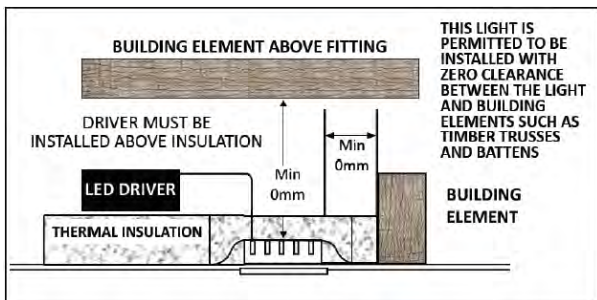 BUILDING ELEMENT ABOVE FITTING
THIS LIGHT IS
PERMITTED TO BE
INSTALLED WITH
ZERO CLEARANCE
BETWEEN THE LIGHT
AND BUILDING
ELEMENTS SUCH AS
TIMBER TRUSSES
AND BATTENS
DRIVER MUST BE
INSTALLED ABOVE INSULATION
Min
0mm
Min
0mm
LED DRIVER
BUILDING
ELEMENT
THERMAL INSULATION